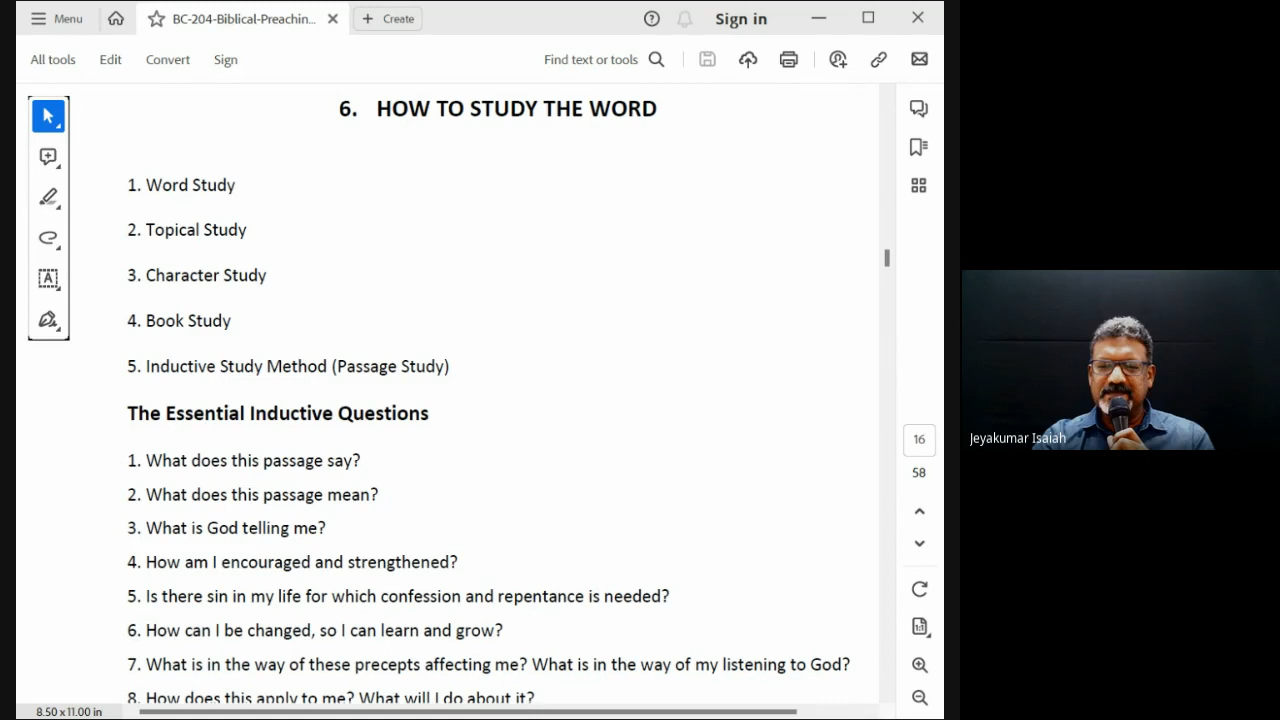 Menu
BC-204-Biblical-Preachin...
Create
Sign in
All tools
Edit
Convert
Sign
Find text or tools
6. HOW TO STUDY THE WORD
1. Word Study
2. Topical Study
3. Character Study
4. Book Study
5. Inductive Study Method (Passage Study)
The Essential Inductive Questions
1. What does this passage say?
2. What does this passage mean?
3. What is God telling me?
4. How am I encouraged and strengthened?
5. Is there sin in my life for which confession and repentance is needed?
6. How can I be changed, so I can learn and grow?
7. What is in the way of these precepts affecting me? What is in the way of my listening to God?
8. How does this apply to me? What will I do about it?
16
58
8.50 x 11.00 in
Jeyakumar Isaiah